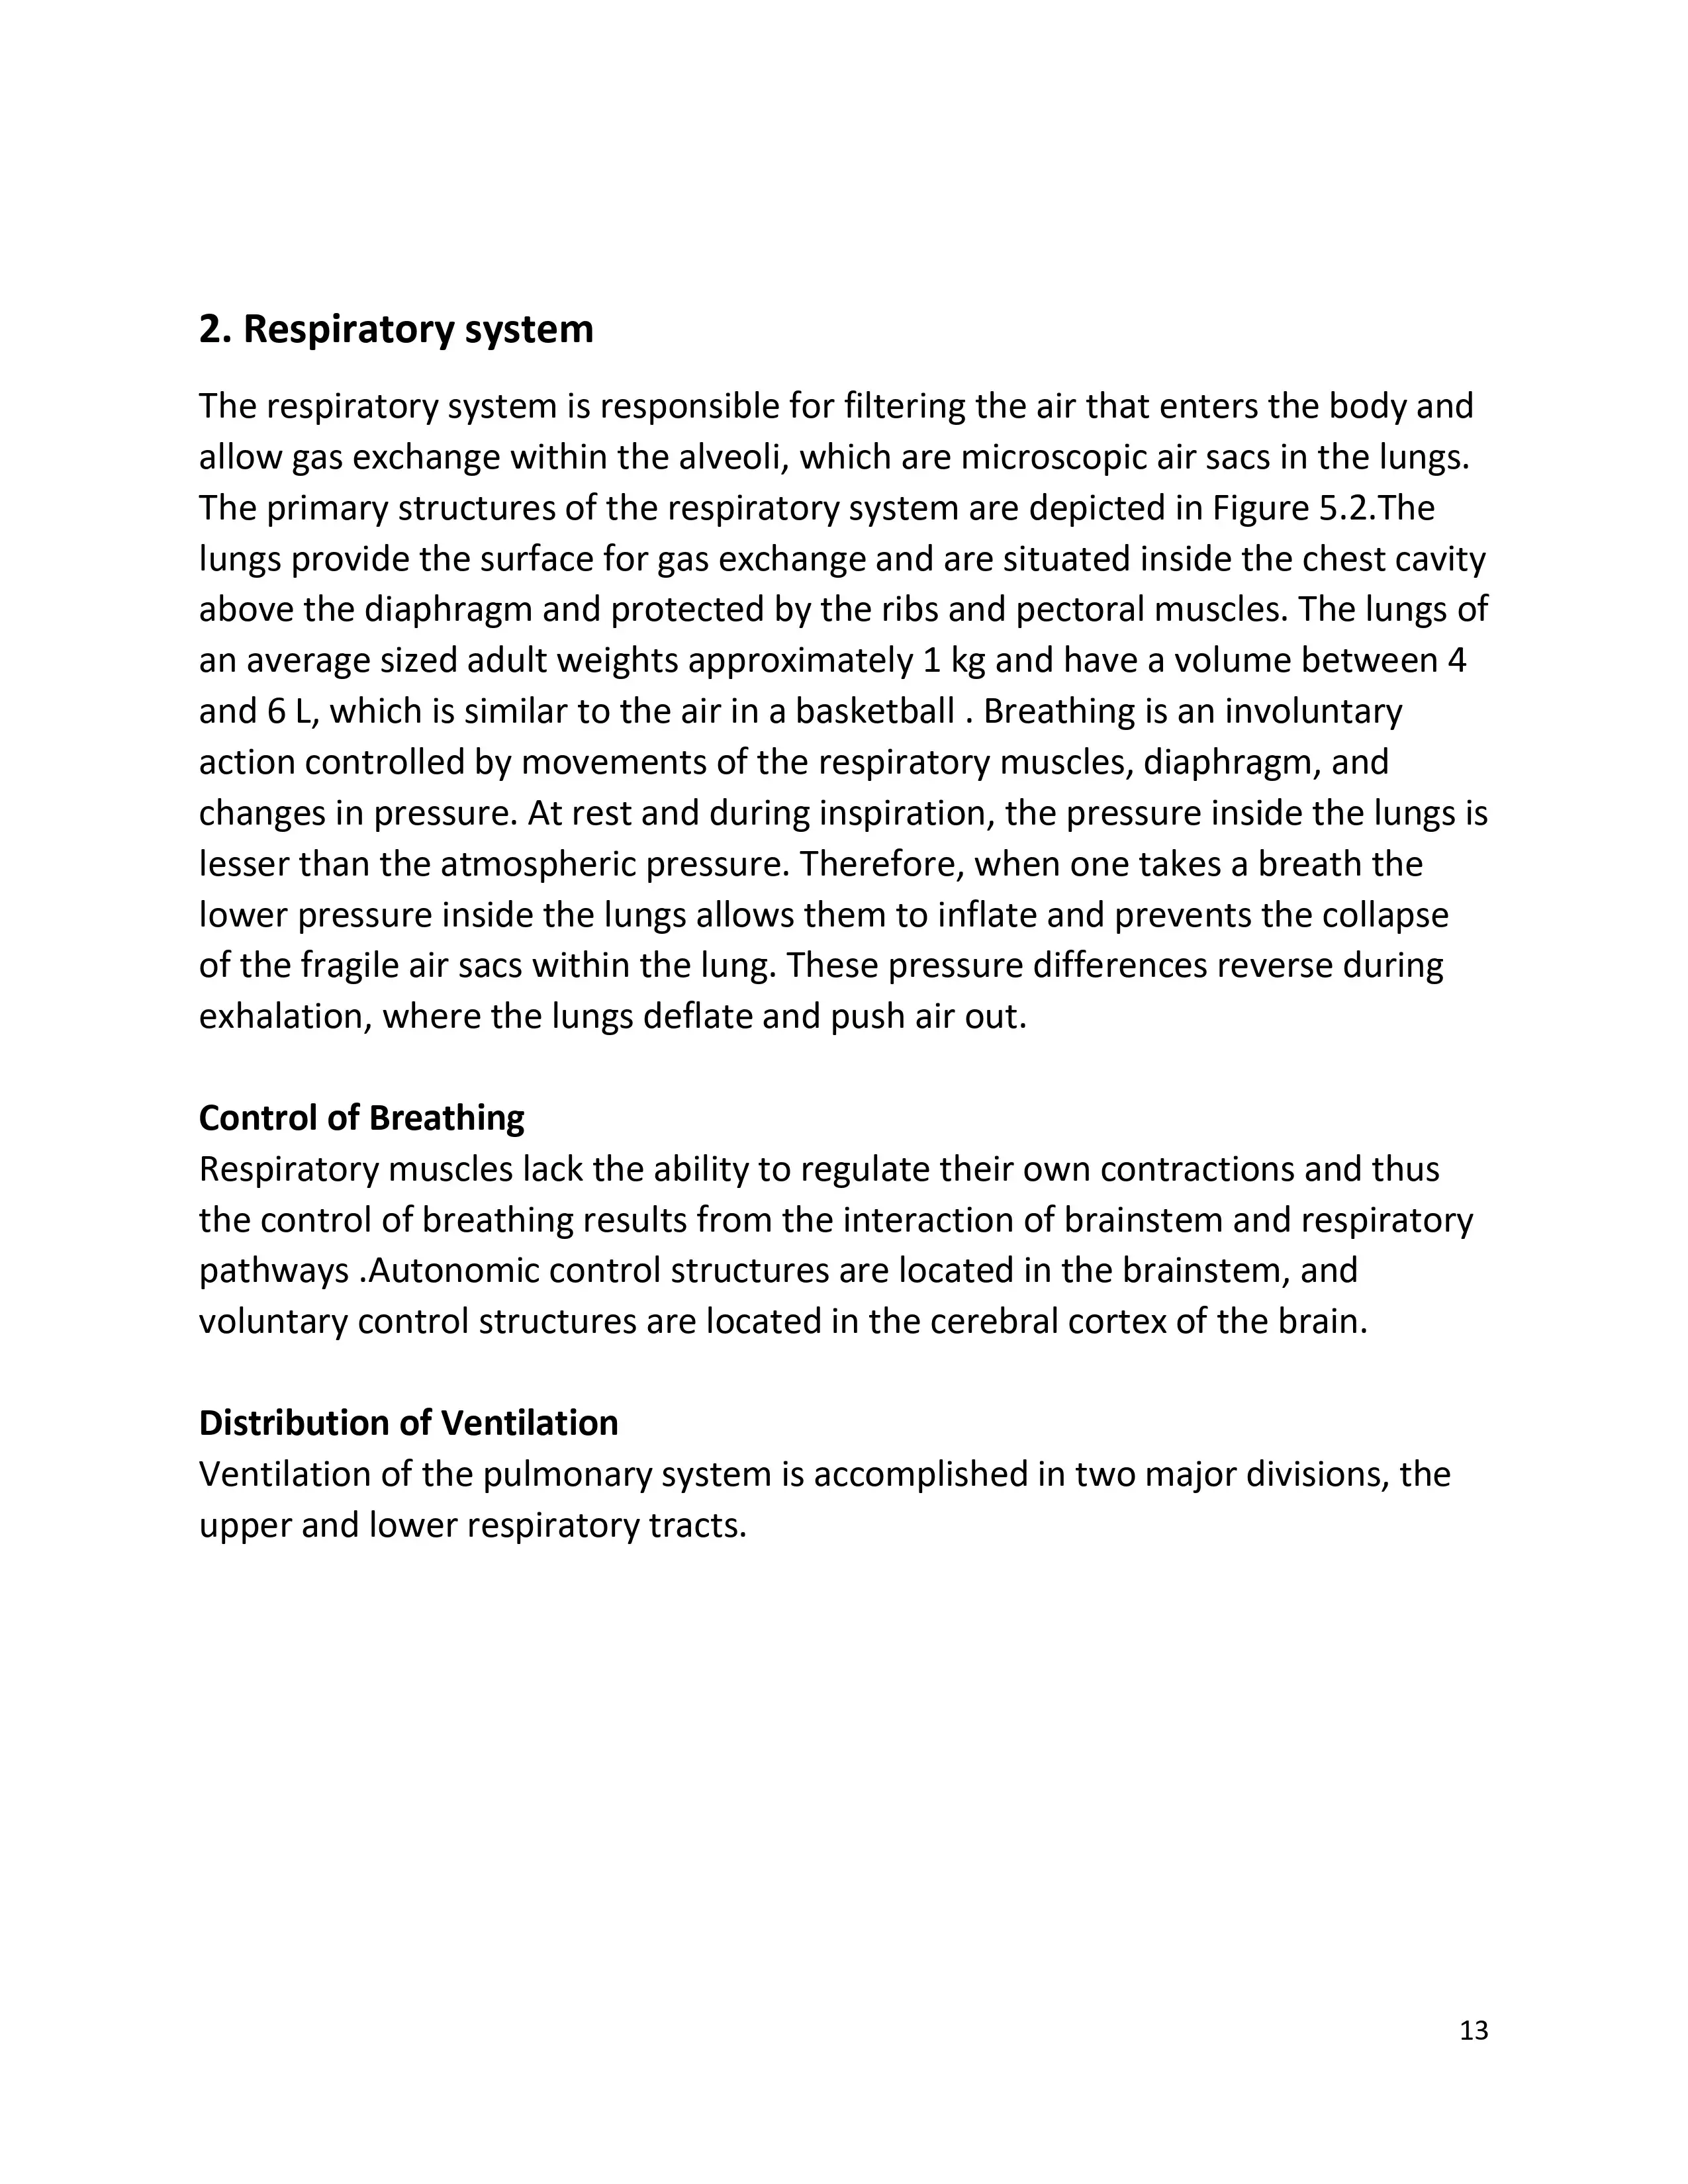 2. Respiratory system
The respiratory system is responsible for filtering the air that enters the body and
allow gas exchange within the alveoli, which are microscopic air sacs in the lungs.
The primary structures of the respiratory system are depicted in Figure 5.2.The
lungs provide the surface for gas exchange and are situated inside the chest cavity
above the diaphragm and protected by the ribs and pectoral muscles. The lungs of
an average sized adult weights approximately 1 kg and have a volume between 4
and 6 L, which is similar to the air in a basketball . Breathing is an involuntary
action controlled by movements of the respiratory muscles, diaphragm, and
changes in pressure. At rest and during inspiration, the pressure inside the lungs is
lesser than the atmospheric pressure. Therefore, when one takes a breath the
lower pressure inside the lungs allows them to inflate and prevents the collapse
of the fragile air sacs within the lung. These pressure differences reverse during
exhalation, where the lungs deflate and push air out.
Control of Breathing
Respiratory muscles lack the ability to regulate their own contractions and thus
the control of breathing results from the interaction of brainstem and respiratory
pathways .Autonomic control structures are located in the brainstem, and
voluntary control structures are located in the cerebral cortex of the brain.
Distribution of Ventilation
Ventilation of the pulmonary system is accomplished in two major divisions, the
upper and lower respiratory tracts.
13